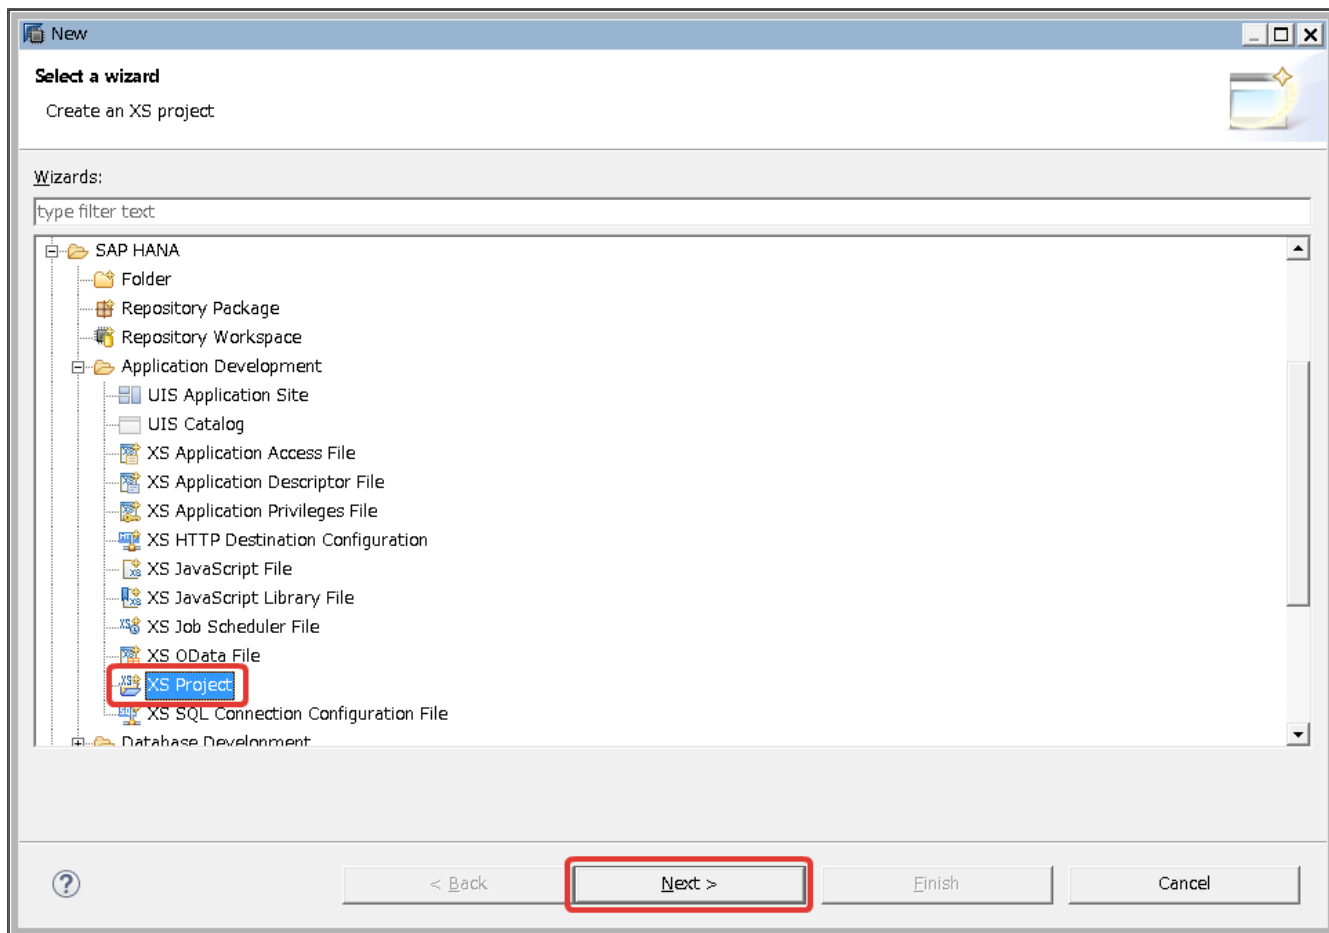 New
Select a wizard
Create an XS project
Wizards:
type filter text
SAP HANA
Folder
Repository Package
Repository Workspace
Application Development
UIS Application Site
UIS Catalog
XS Application Access File
XS Application Descriptor File
XS Application Privileges File
XS HTTP Destination Configuration
XS JavaScript File
XS JavaScript Library File
XS Job Scheduler File
XS OData File
XS Project
XS SQL Connection Configuration File
Database Development
< Back Next > Finish Cancel